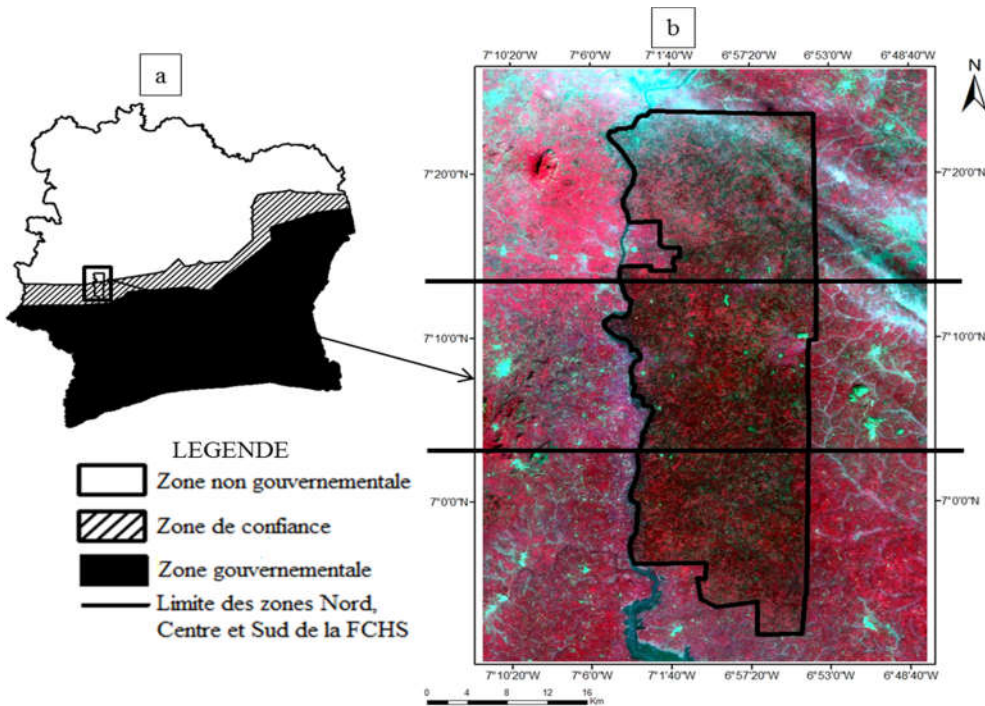 a
b
7°10'20"W 7°6'0"W 7°1'40"W 6°57'20"W 6°53'0"W 6°48'40"W
N
7°20'0"N 7°20'0"N
7°10'0"N 7°10'0"N
7°0'0"N 7°0'0"N
7°10'20"W 7°6'0"W 7°1'40"W 6°57'20"W 6°53'0"W 6°48'40"W
0 2 4 8 12 16
Km
LEGENDE
Zone non gouvernementale
Zone de confiance
Zone gouvernementale
Limite des zones Nord,
Centre et Sud de la FCHS